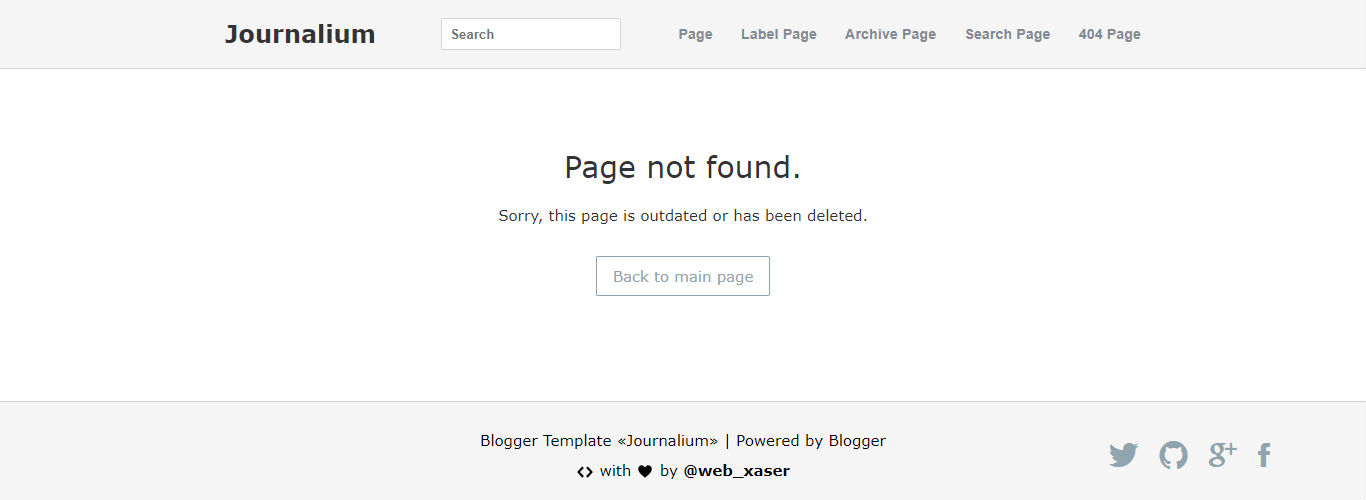 Journalium
Search
Page Label Page Archive Page Search Page 404 Page
Page not found.
Sorry, this page is outdated or has been deleted.
Back to main page
Blogger Template «Journalium» | Powered by Blogger
with by @web_xaser